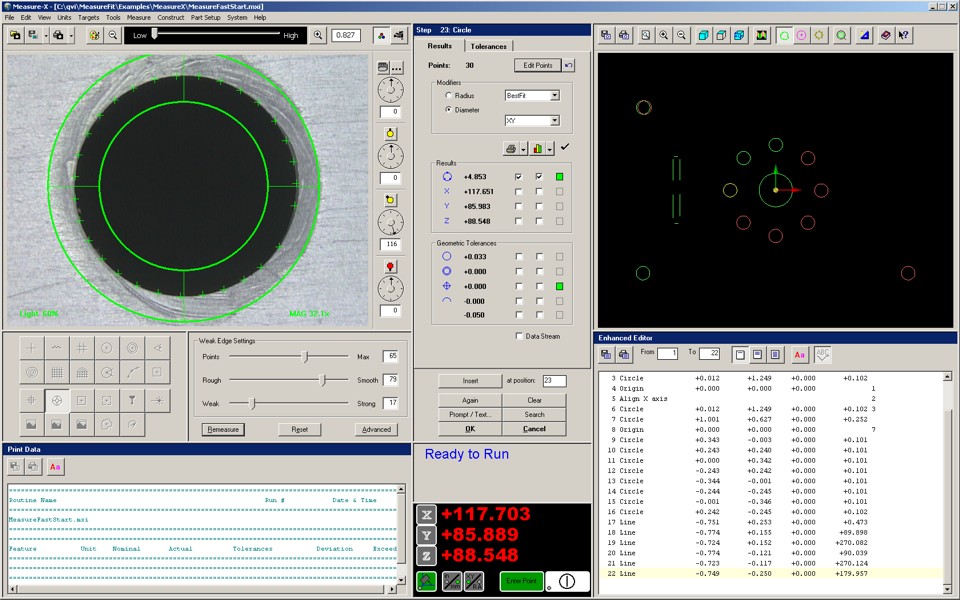 Measure-X - [C:\qvi\MeasureFit\Examples\MeasureX\MeasureFastStart.mxi]
File Edit View Units Targets Tools Measure Construct Part Setup System Help
Low High 0.827
Light 60%
MAG 32.1x
0
0
116
0
Step 23: Circle
Results Tolerances
Points: 30 Edit Points
Modifiers
Radius BestFit
Diameter
XY
Results
+4.853
X +117.651
Y +85.983
Z +88.548
Geometric Tolerances
+0.033
+0.000
+0.000
-0.000
-0.050
Data Stream
Insert at position: 23
Again Clear
Prompt / Text... Search
OK Cancel
Weak Edge Settings
Points Max 65
Rough Smooth 79
Weak Strong 17
Remeasure Reset Advanced
Print Data
Aa
Routine Name Run # Date & Time
MeasureFastStart.mxi
Feature Unit Nominal Actual Tolerances Deviation Exceed
Ready to Run
X +117.703
Y +85.889
Z +88.548
Enter Point
Enhanced Editor
From 1 To 22 Aa ABC
3 Circle +0.012 +1.249 +0.000 +0.102
4 Origin +0.000 +0.000 +0.000 1
5 Align X axis 2
6 Circle +0.012 +1.249 +0.000 +0.102 3
7 Circle +1.001 +0.627 +0.000 +0.252
8 Origin +0.000 +0.000 +0.000 7
9 Circle +0.343 -0.003 +0.000 +0.101
10 Circle +0.243 +0.240 +0.000 +0.101
11 Circle +0.000 +0.342 +0.000 +0.101
12 Circle -0.243 +0.242 +0.000 +0.101
13 Circle -0.344 -0.001 +0.000 +0.101
14 Circle -0.244 -0.245 +0.000 +0.101
15 Circle -0.001 -0.346 +0.000 +0.101
16 Circle +0.242 -0.245 +0.000 +0.102
17 Line -0.751 +0.253 +0.000 +0.473
18 Line -0.774 +0.152 +0.000 +89.898
19 Line -0.724 +0.155 +0.000 +270.082
20 Line -0.774 -0.121 +0.000 +90.039
21 Line -0.723 -0.117 +0.000 +270.124
22 Line -0.749 -0.250 +0.000 +179.957